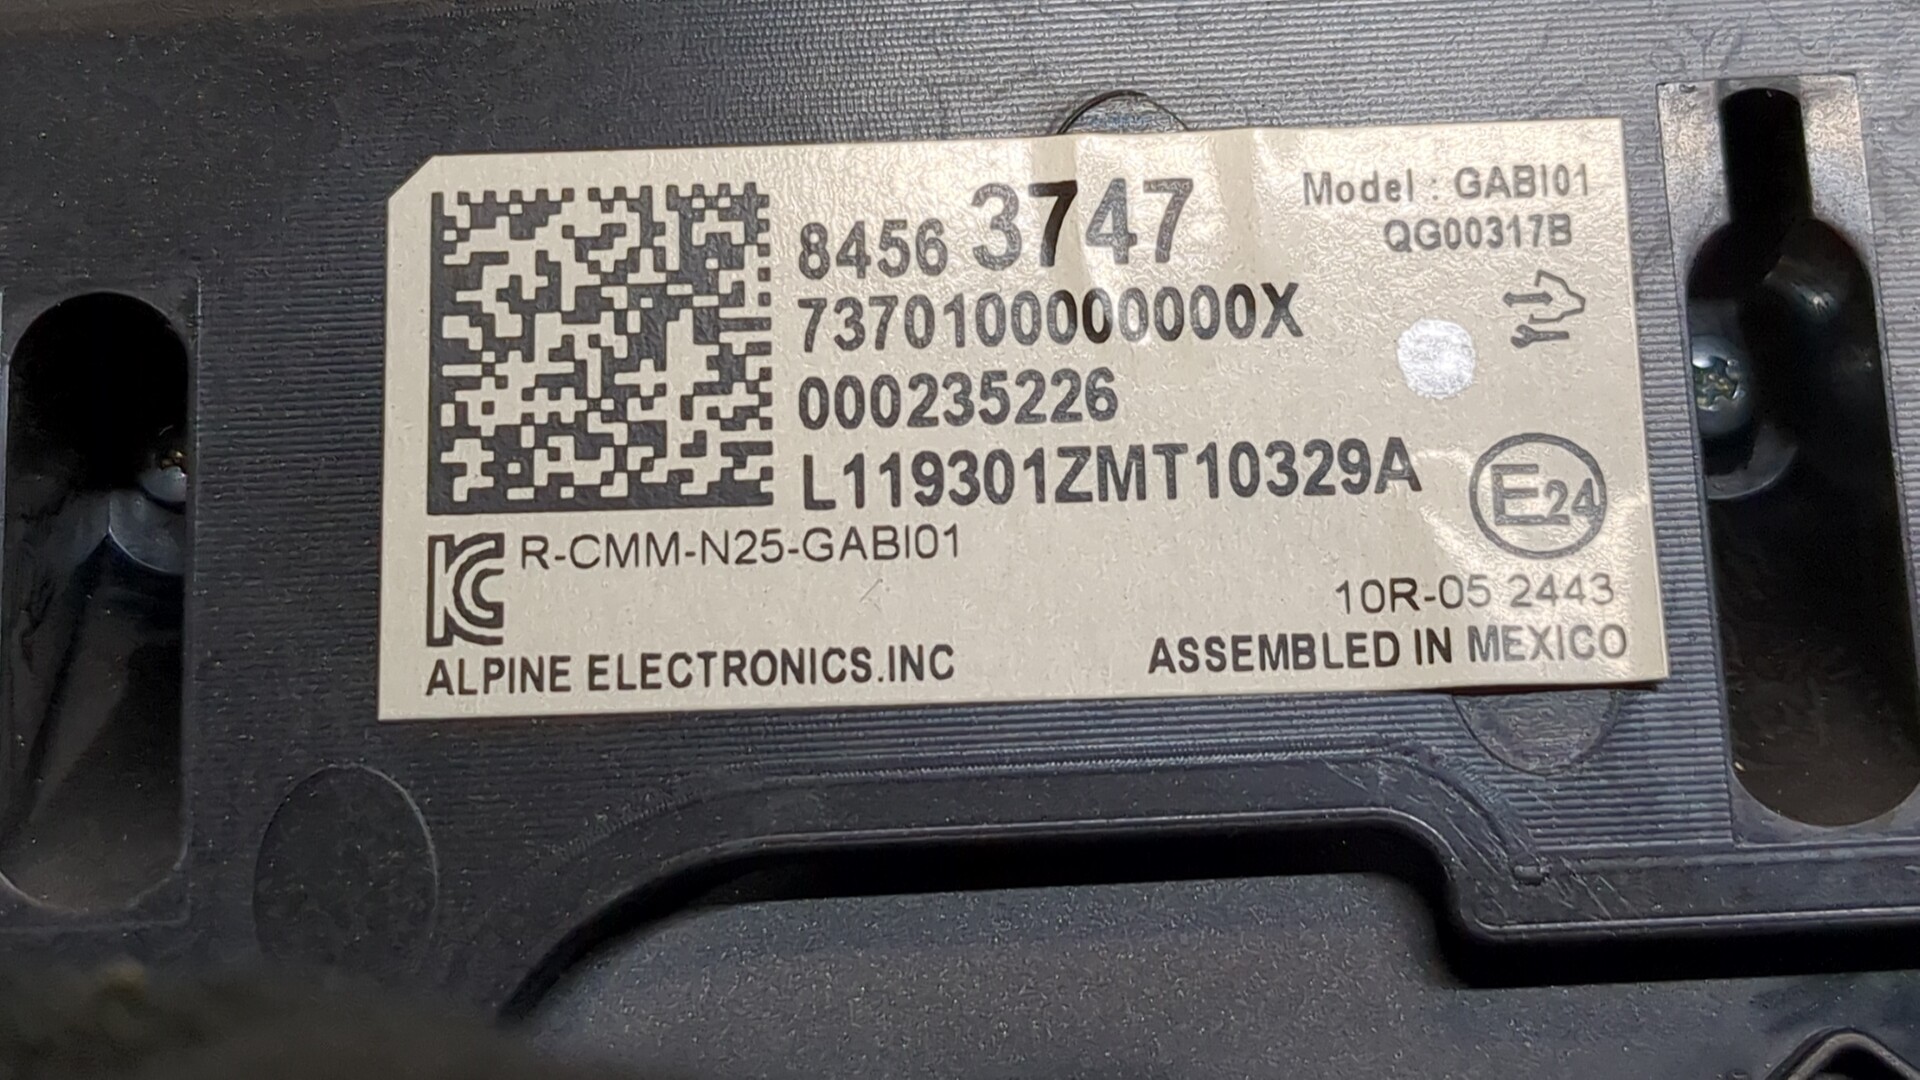 8456 3747
Model : GABI01
QG00317B
7370100000000X
000235226
L119301ZMT10329A
E24
R-CMM-N25-GABI01
10R-05 2443
ALPINE ELECTRONICS.INC
ASSEMBLED IN MEXICO